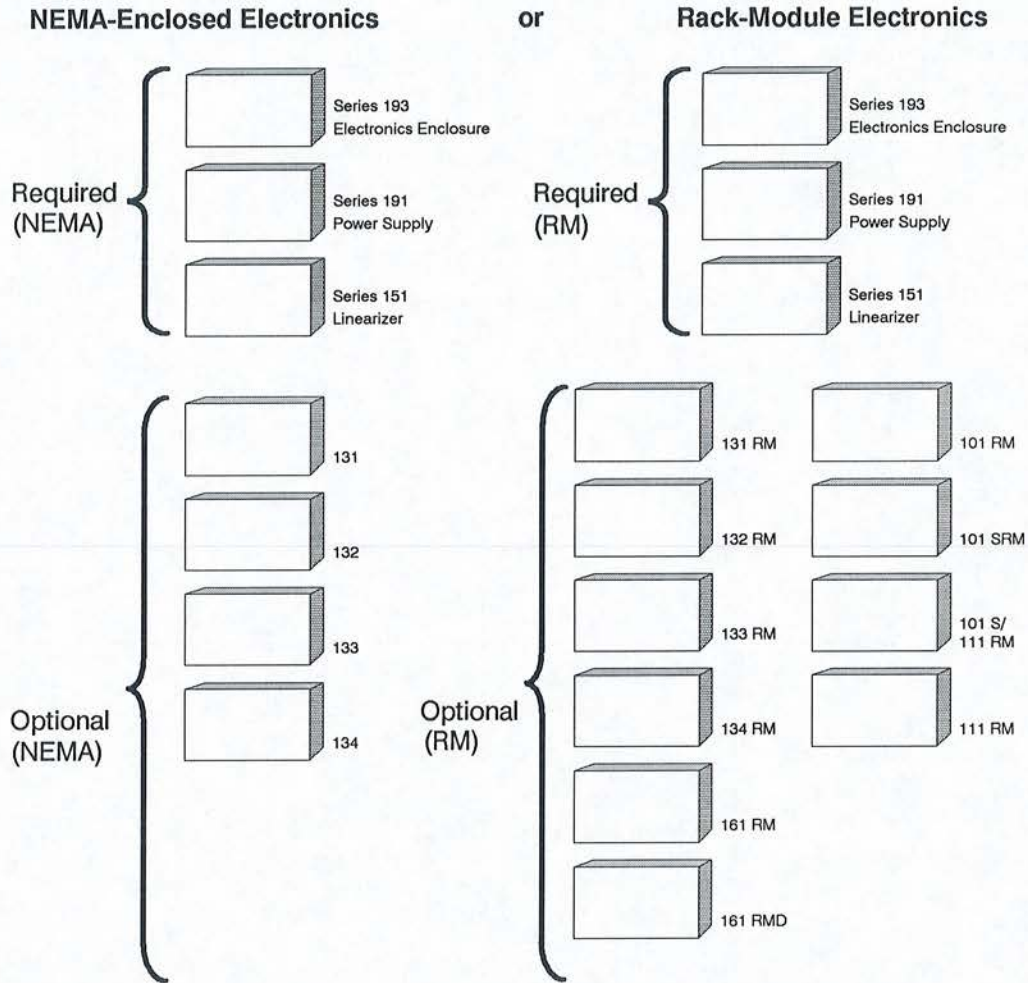 NEMA-Enclosed Electronics or Rack-Module Electronics
Required
(NEMA)
Series 193
Electronics Enclosure
Series 191
Power Supply
Series 151
Linearizer
Required
(RM)
Series 193
Electronics Enclosure
Series 191
Power Supply
Series 151
Linearizer
Optional
(NEMA)
131
132
133
134
Optional
(RM)
131 RM
132 RM
133 RM
134 RM
161 RM
161 RMD
101 RM
101 SRM
101 S/
111 RM
111 RM